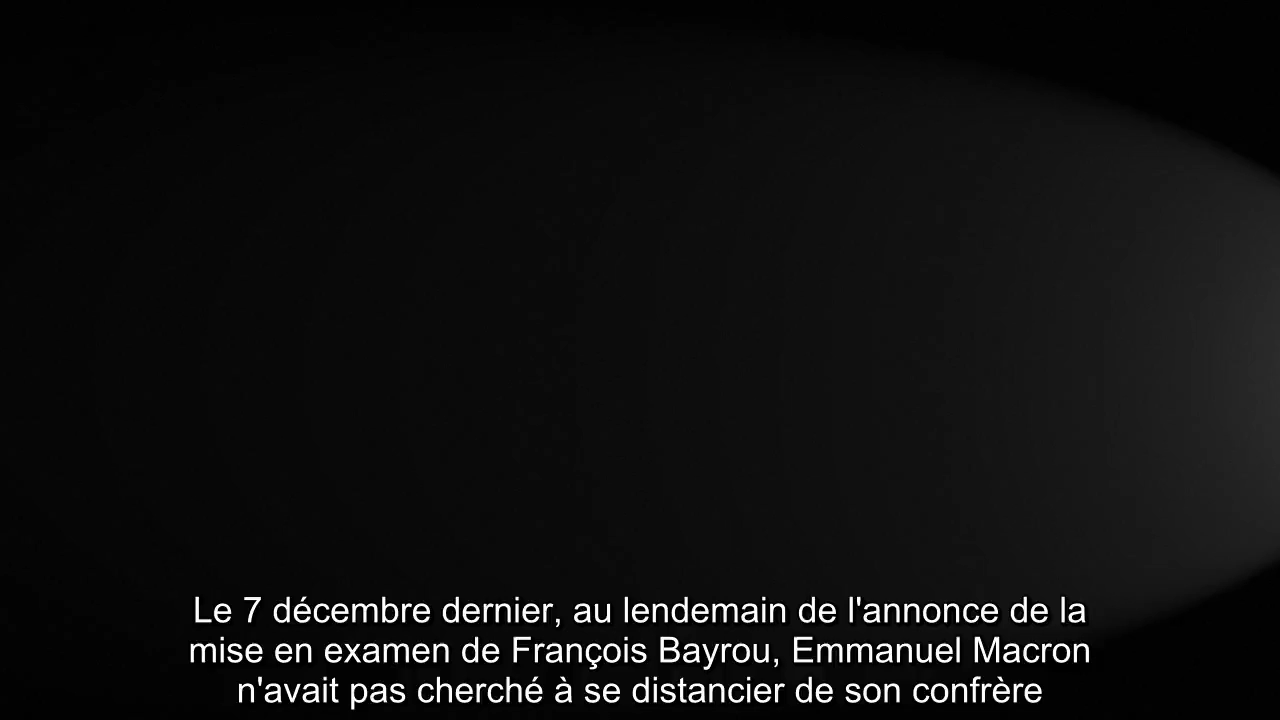 Le 7 décembre dernier, au lendemain de l'annonce de la
mise en examen de François Bayrou, Emmanuel Macron
n'avait pas cherché à se distancier de son confrère